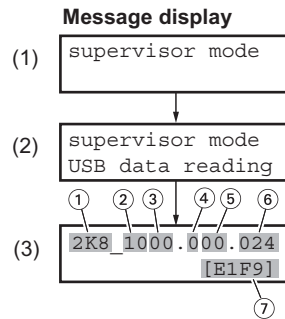 Message display
(1)
supervisor mode
(2)
supervisor mode
USB data reading
1 2 3 4 5 6
(3)
2K8_1000.000.024
[E1F9]
7